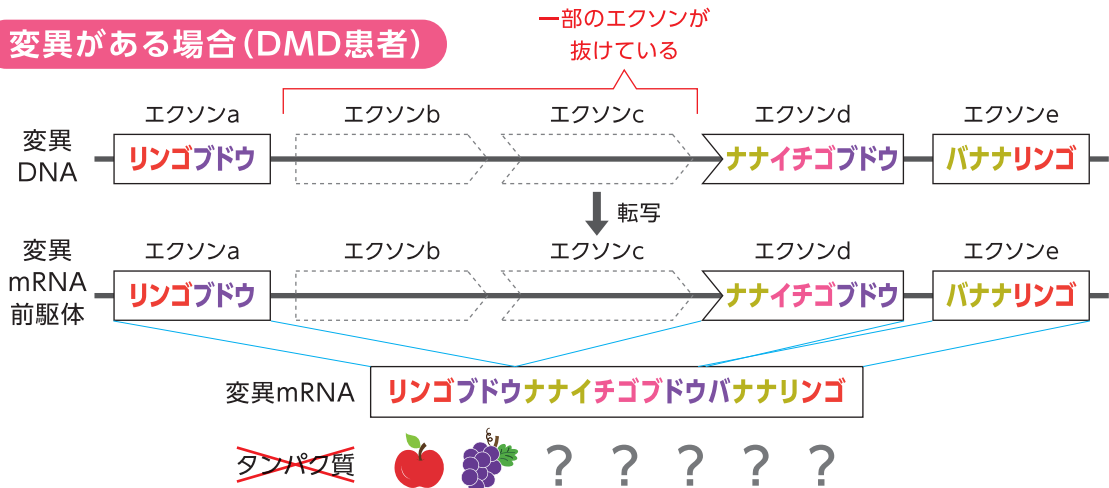 変異がある場合(DMD患者)
一部のエクソンが
抜けている
エクソンa エクソンb エクソンc エクソンd エクソンe
変異
DNA
リンゴブドウ ナナイチゴブドウ バナナリンゴ
転写
変異
mRNA
前駆体
エクソンa エクソンb エクソンc エクソンd エクソンe
リンゴブドウ ナナイチゴブドウ バナナリンゴ
変異mRNA リンゴブドウナナイチゴブドウバナナリンゴ
タンパク質 ? ? ? ? ?